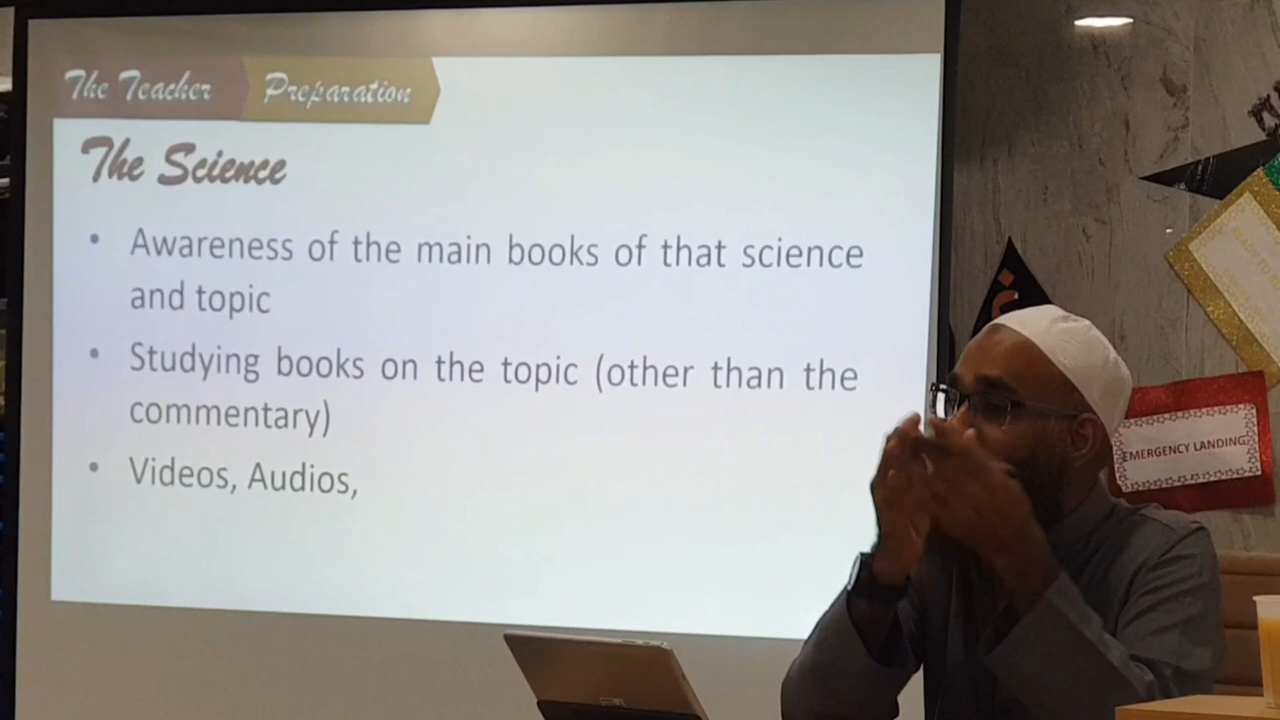 The Teacher
Preparation
The Science
• Awareness of the main books of that science
and topic
• Studying books on the topic (other than the
commentary)
• Videos, Audios,
EMERGENCY LANDING